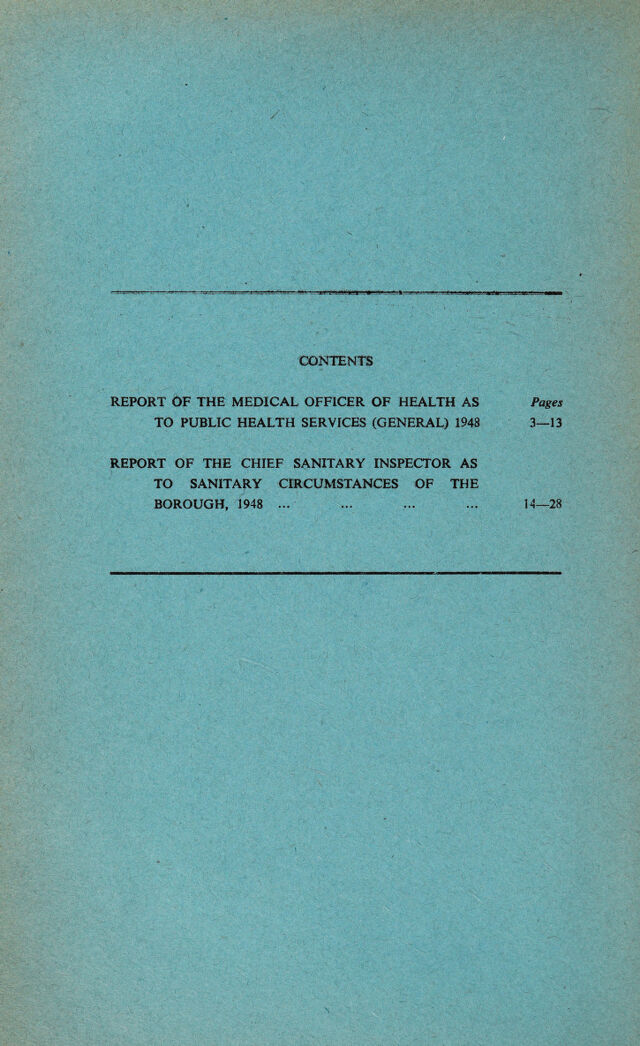 CONTENTS
REPORT OF THE MEDICAL OFFICER OF HEALTH AS Pages
TO PUBLIC HEALTH SERVICES (GENERAL) 1948 3—13
REPORT OF THE CHIEF SANITARY INSPECTOR AS
TO SANITARY CIRCUMSTANCES OF THE
BOROUGH, 1948 ... ... ... ... 14—28